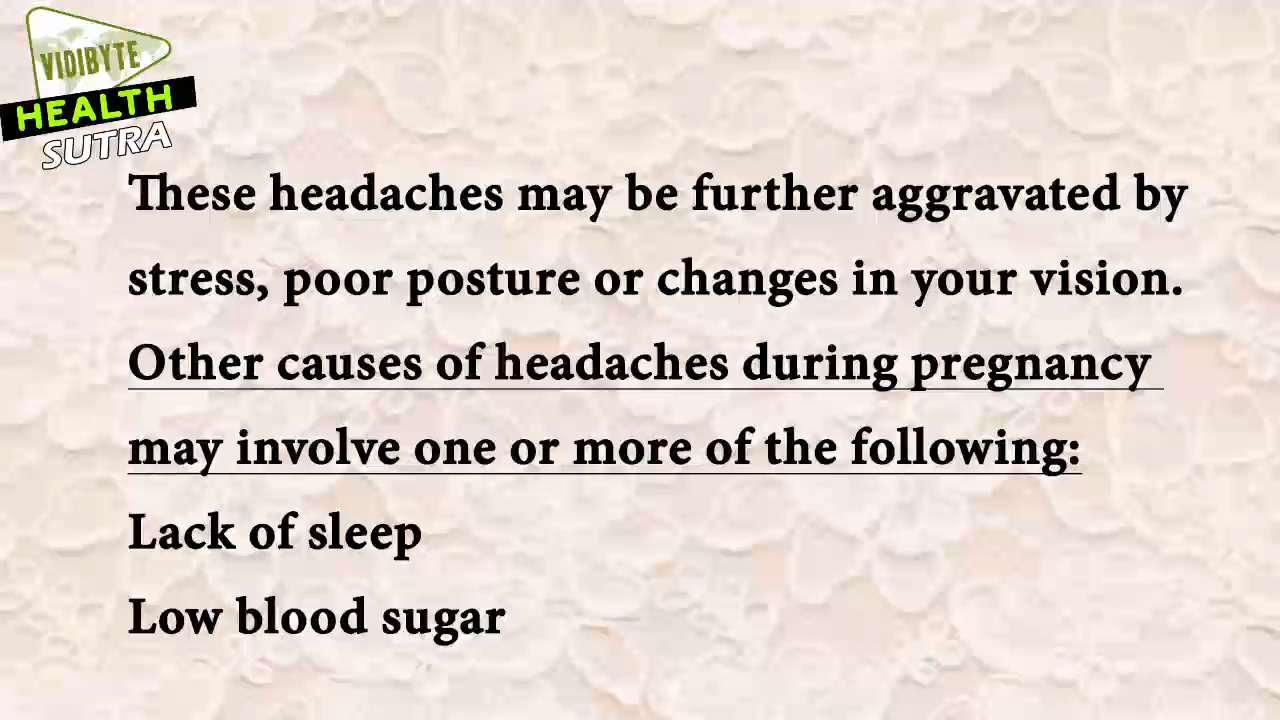 VIDIBYTE
HEALTH
SUTRA
These headaches may be further aggravated by
stress, poor posture or changes in your vision.
Other causes of headaches during pregnancy
may involve one or more of the following:
Lack of sleep
Low blood sugar